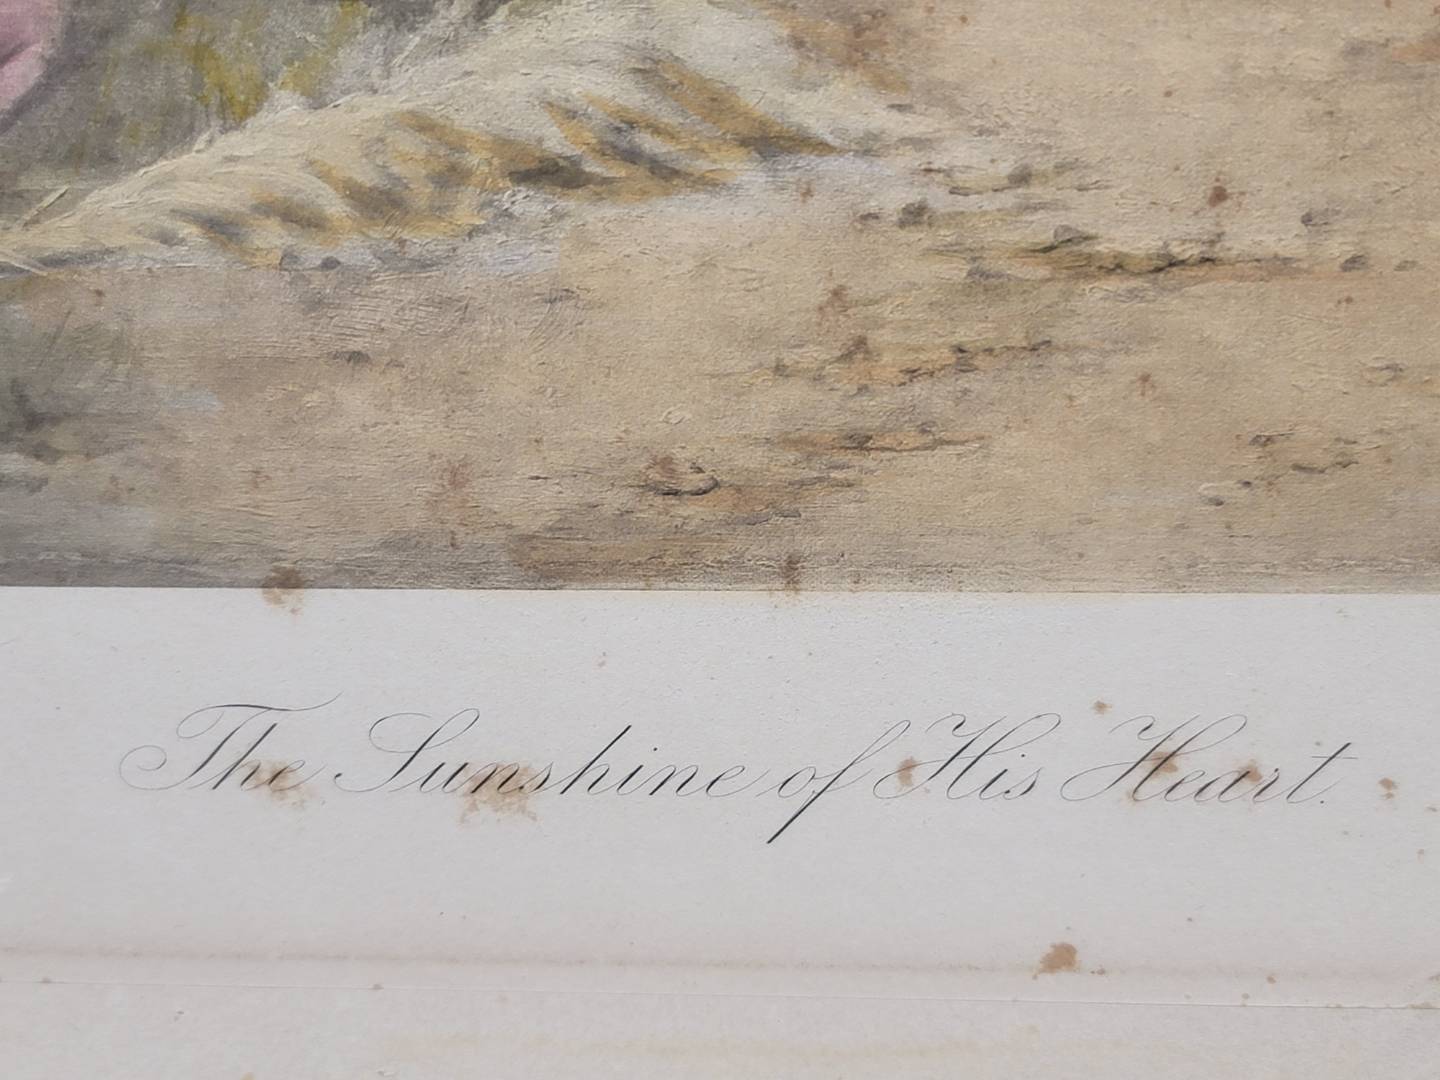 The Sunshine of His Heart.